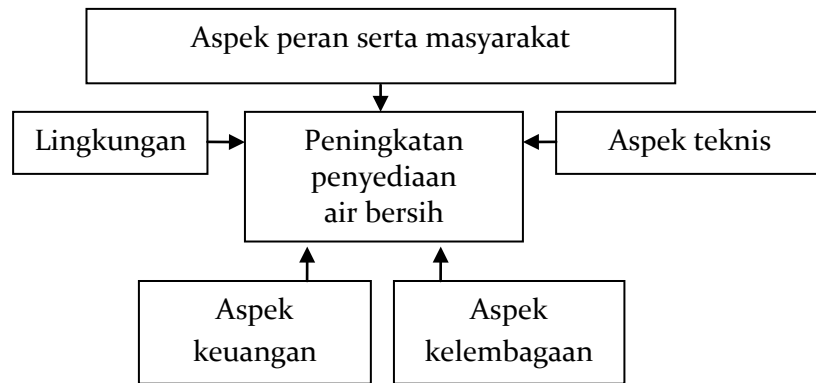 Aspek peran serta masyarakat
Lingkungan
Peningkatan
penyediaan
air bersih
Aspek teknis
Aspek
keuangan
Aspek
kelembagaan